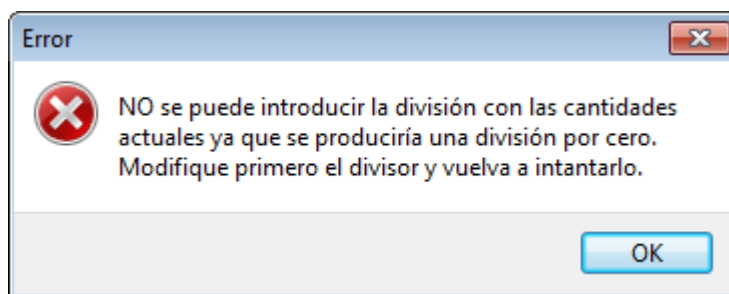 Error
NO se puede introducir la división con las cantidades
actuales ya que se produciría una división por cero.
Modifique primero el divisor y vuelva a intantarlo.
OK